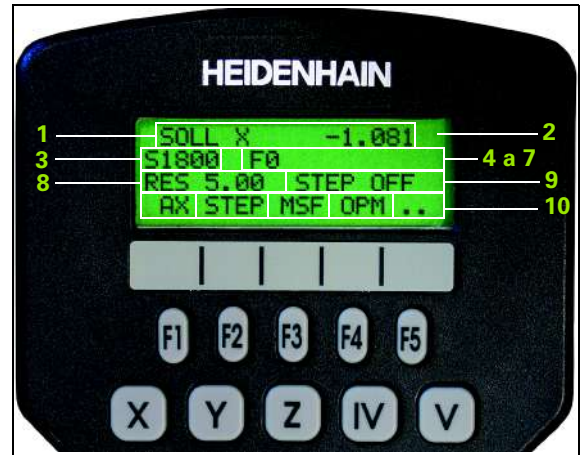 HEIDENHAIN
1 SOLL X -1.081 2
3 S1800 F0 4 a 7
8 RES 5.00 STEP OFF 9
AX STEP MSF OPM .. 10
F1 F2 F3 F4 F5
X Y Z IV V